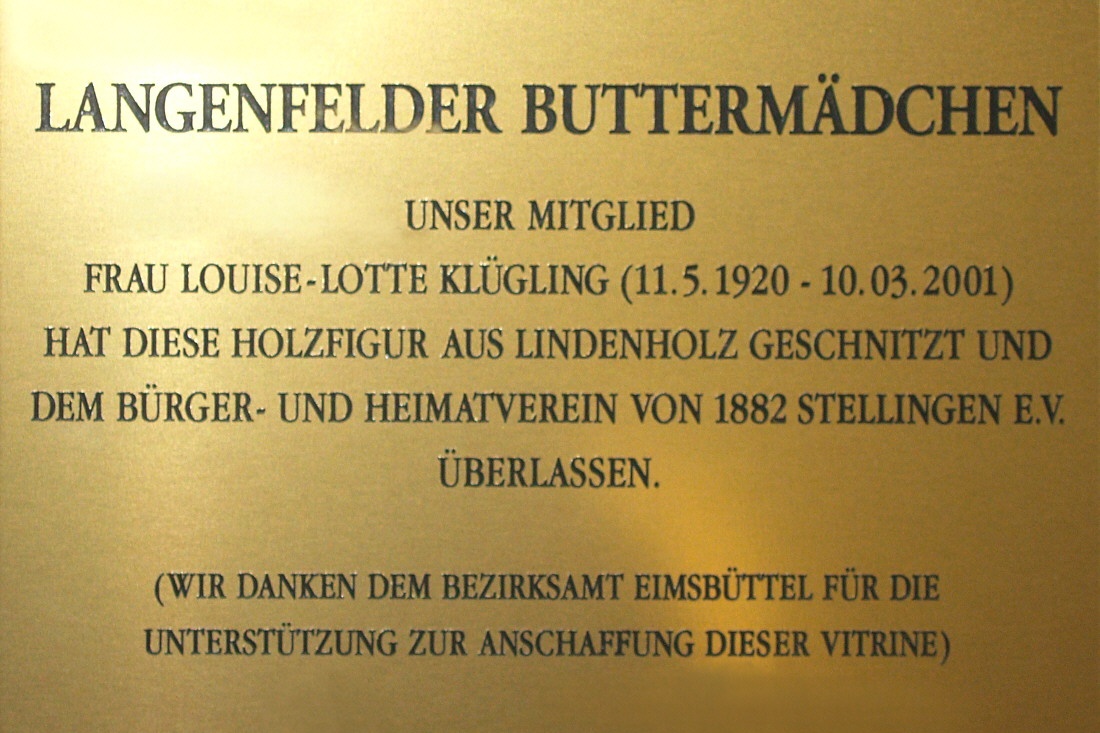 LANGENFELDER BUTTERMÄDCHEN
UNSER MITGLIED
FRAU LOUISE-LOTTE KLÜGLING (11.5.1920 - 10.03.2001)
HAT DIESE HOLZFIGUR AUS LINDENHOLZ GESCHNITZT UND
DEM BÜRGER- UND HEIMATVEREIN VON 1882 STELLINGEN E.V.
ÜBERLASSEN.
(WIR DANKEN DEM BEZIRKSAMT EIMSBÜTTEL FÜR DIE
UNTERSTÜTZUNG ZUR ANSCHAFFUNG DIESER VITRINE)